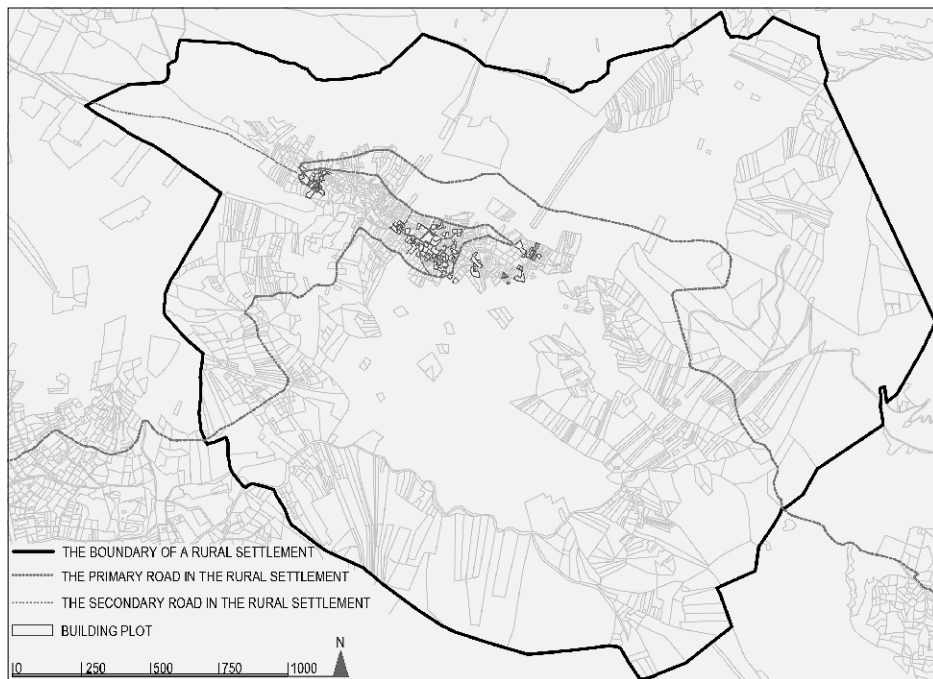 THE BOUNDARY OF A RURAL SETTLEMENT
THE PRIMARY ROAD IN THE RURAL SETTLEMENT
THE SECONDARY ROAD IN THE RURAL SETTLEMENT
BUILDING PLOT
N
0 250 500 750 1000